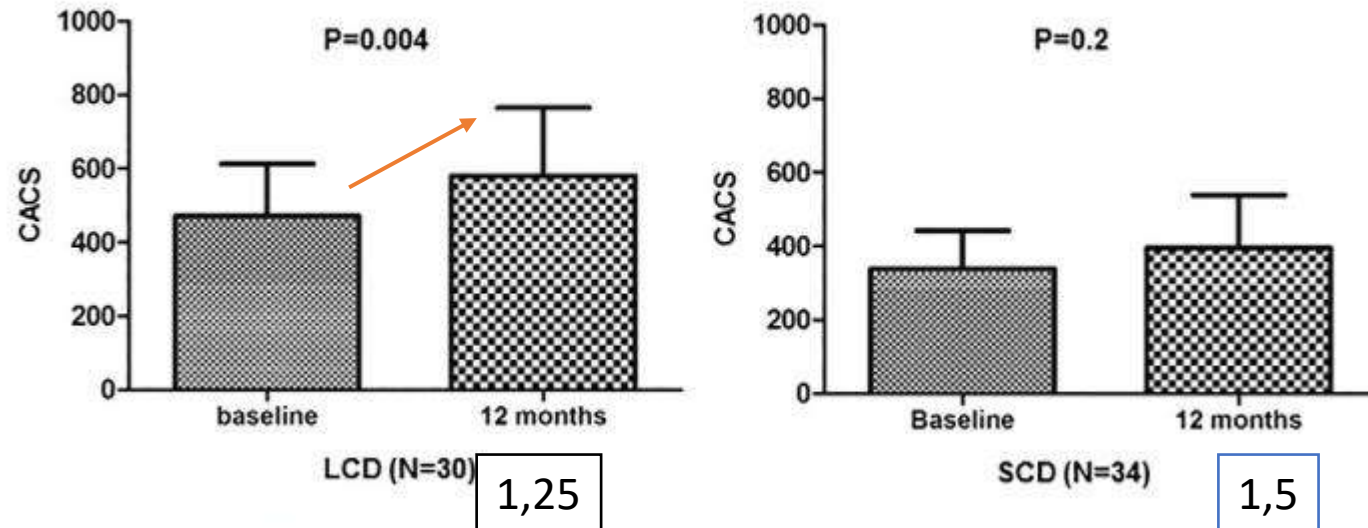 1000
P=0.004
800
600
CACS
400
200
0
baseline
12 months
LCD (N=30)
1,25
1000
P=0.2
800
600
CACS
400
200
0
Baseline
12 months
SCD (N=34)
1,5